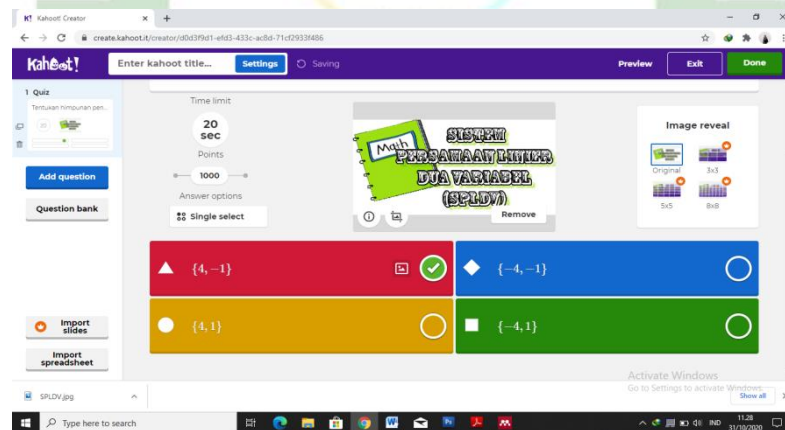 Kahoot! Creator
create.kahoot.it/creator/d0d3f9d1-efd3-433c-ac8d-71cf2933f486
Kahoot!
Enter kahoot title...
Settings
Saving
Preview
Exit
Done
1 Quiz
Tentukan himpunan pen...
20
Add question
Question bank
Import slides
Import spreadsheet
Time limit
20
sec
Points
1000
Answer options
Single select
Math
SISTEM
PERSAMAAN LINIER
DUA VARIABEL
(SPLDV)
Remove
Image reveal
Original
3x3
5x5
8x8
{4, −1}
{−4, −1}
{4, 1}
{−4, 1}
Activate Windows
Go to Settings to activate Windows.
SPLDV.jpg
Show all
Type here to search
IND
11.28
31/10/2020